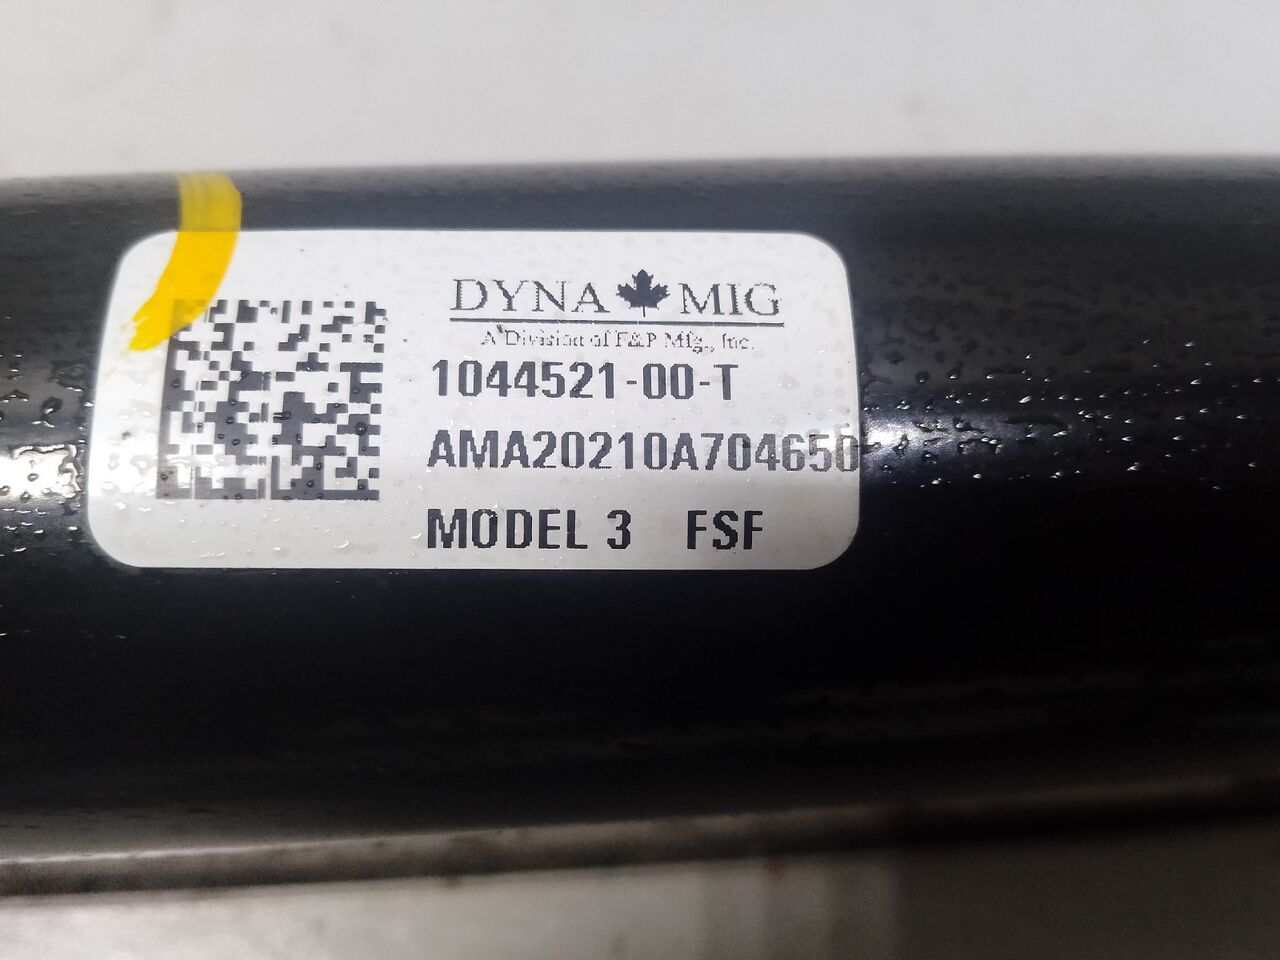 DYNA MIG
A Division of F&P Mfg., Inc.
1044521-00-T
AMA20210A704650
MODEL 3 FSF